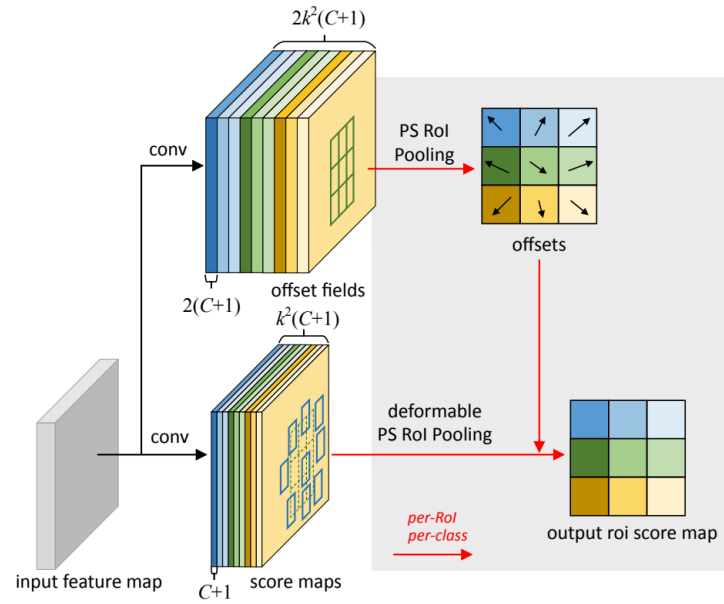 2k²(C+1)
conv
PS RoI
Pooling
offsets
offset fields
2(C+1)
k²(C+1)
conv
deformable
PS RoI Pooling
per-RoI
per-class
output roi score map
input feature map
C+1
score maps